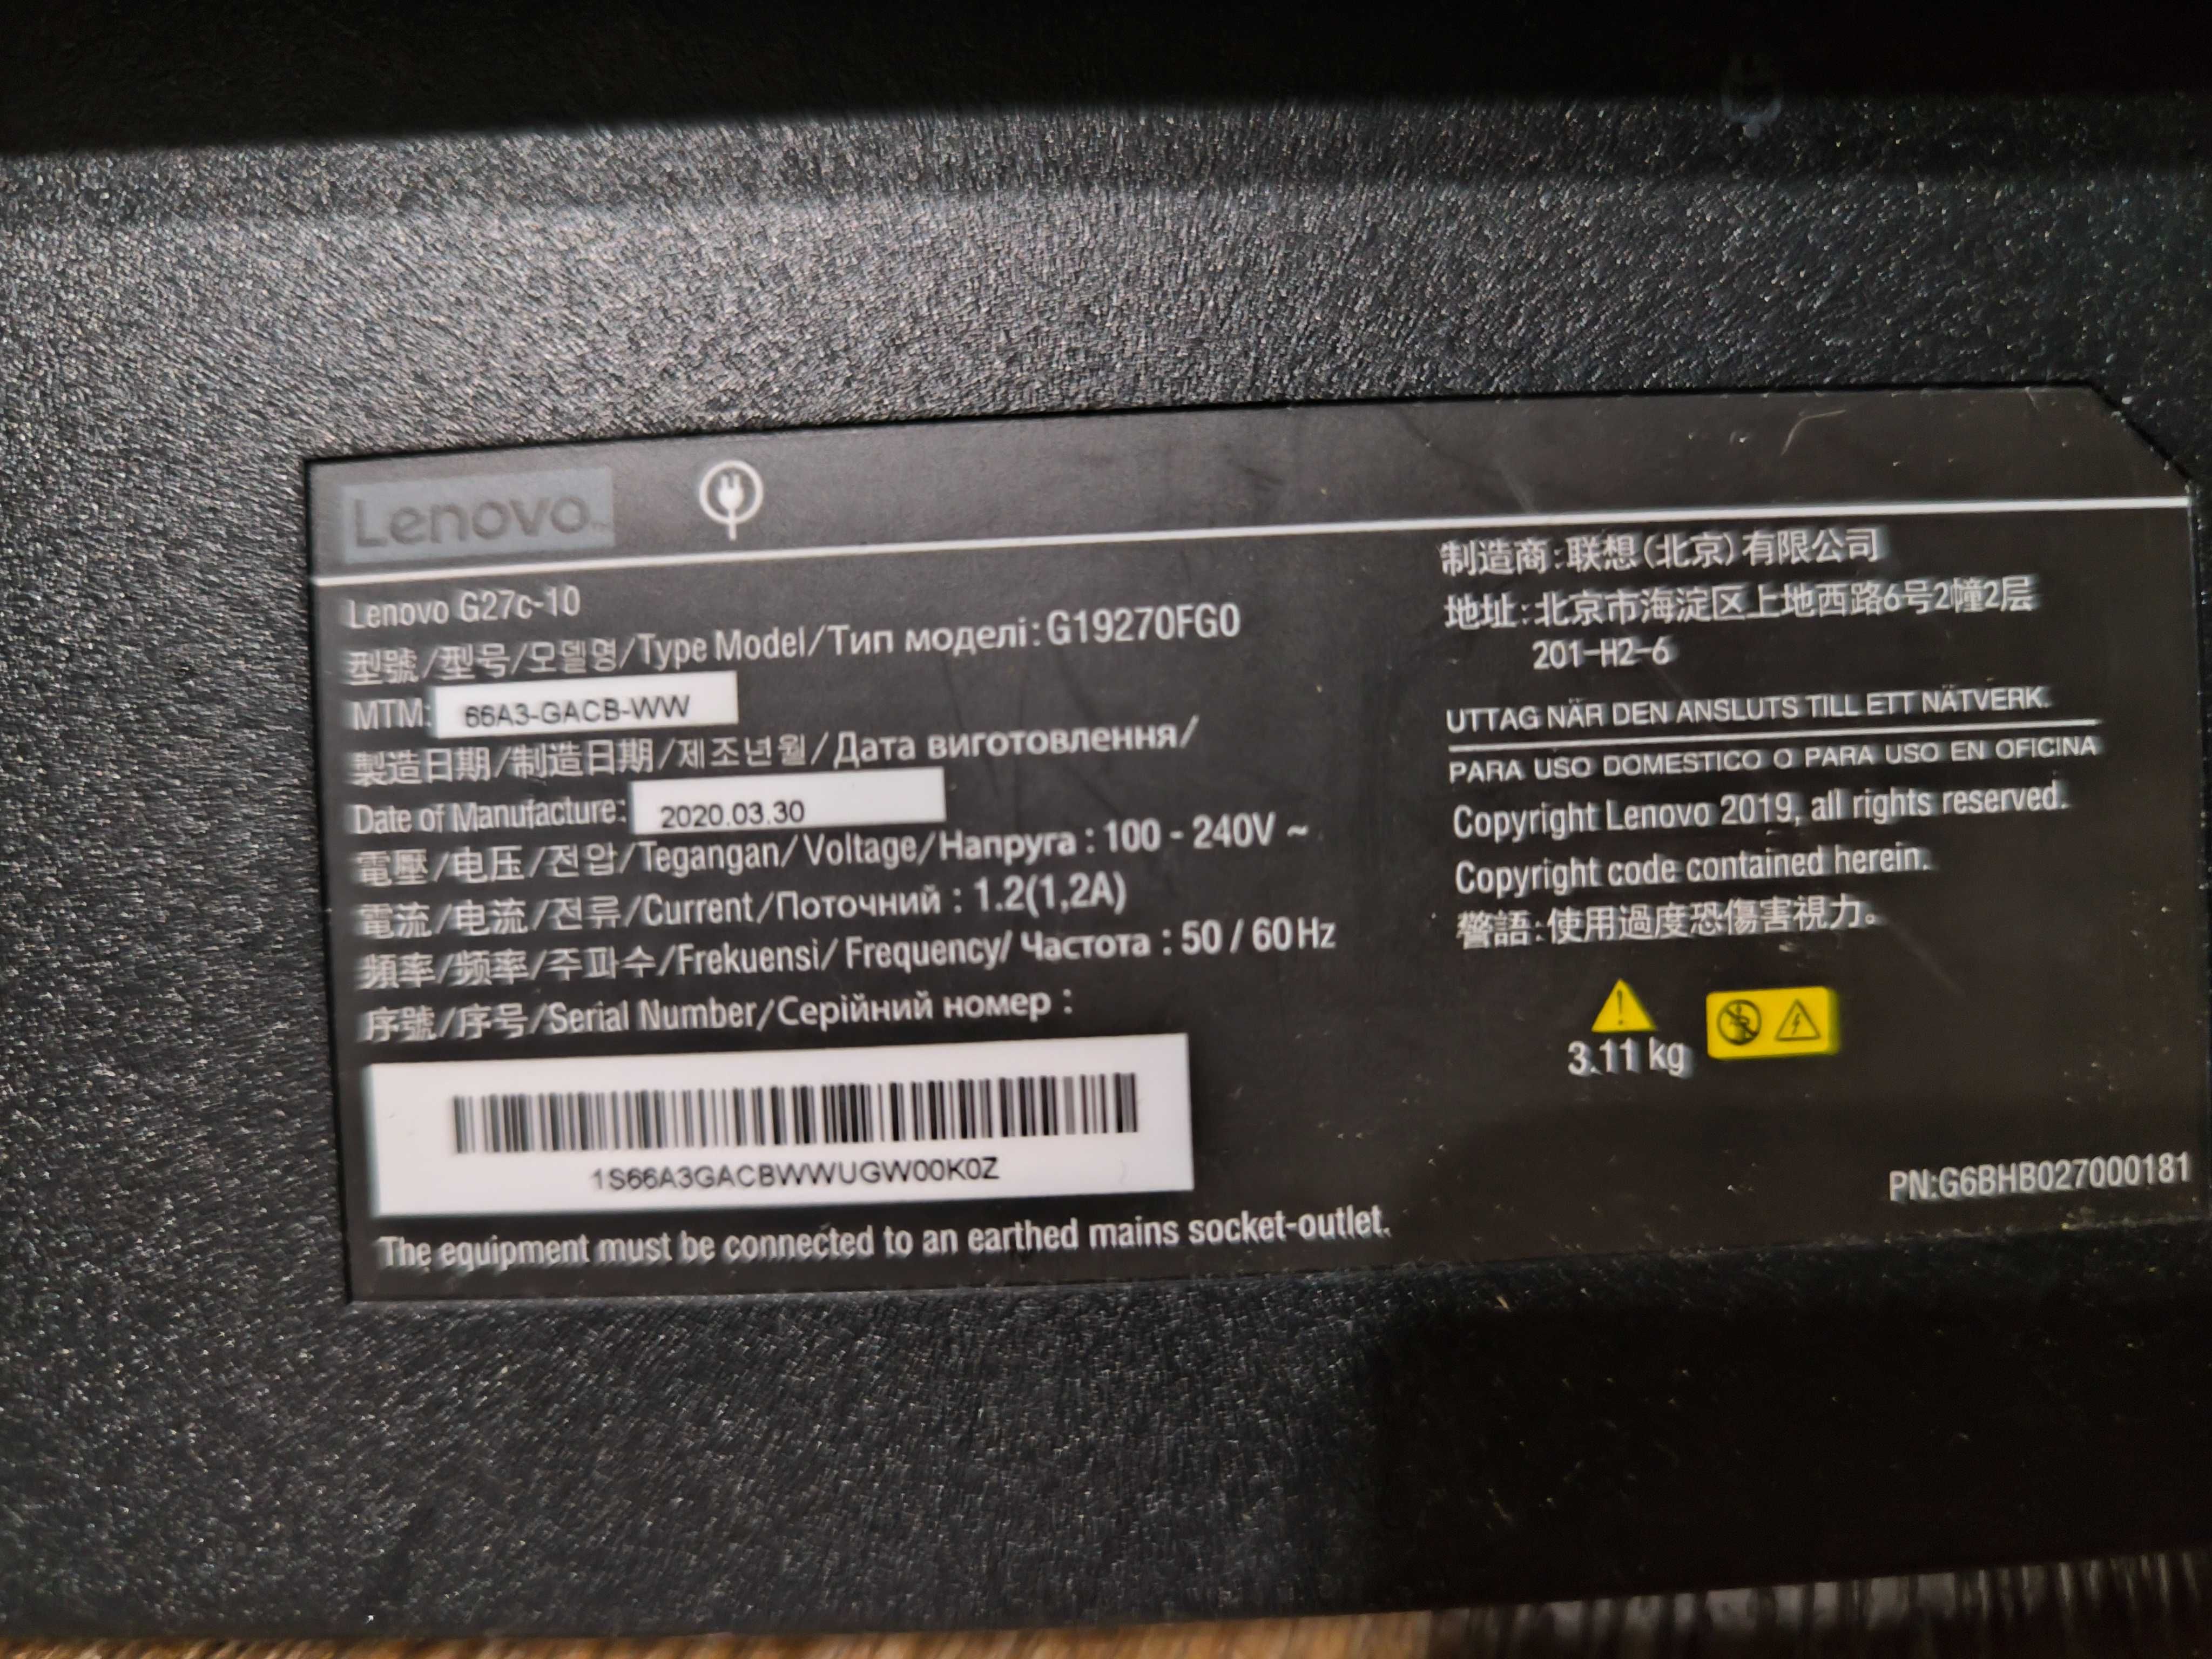 Lenovo
Lenovo G27c-10
型號/型号/모델명/Type Model/Тип моделі:G19270FG0
MTM: 66A3-GACB-WW
製造日期/制造日期/제조년월/Дата виготовлення/
Date of Manufacture: 2020.03.30
電壓/电压/전압/Tegangan/Voltage/Напруга : 100 - 240V ~
電流/电流/전류/Current/Поточний : 1.2(1,2A)
頻率/频率/주파수/Frekuensi/ Frequency/ Частота : 50 / 60Hz
序號/序号/Serial Number/Серійний номер :
1S66A3GACBWWUGW00K0Z
The equipment must be connected to an earthed mains socket-outlet.
制造商:联想(北京)有限公司
地址:北京市海淀区上地西路6号2幢2层
201-H2-6
UTTAG NÄR DEN ANSLUTS TILL ETT NÄTVERK.
PARA USO DOMESTICO O PARA USO EN OFICINA
Copyright Lenovo 2019, all rights reserved.
Copyright code contained herein.
警語:使用過度恐傷害視力。
3.11 kg
PN:G6BHB027000181